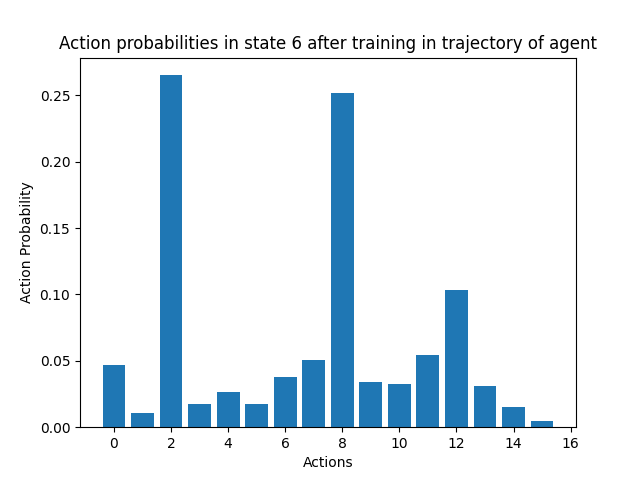 Action probabilities in state 6 after training in trajectory of agent
0.25
0.20
0.15
0.10
0.05
0.00
Action Probability
0 2 4 6 8 10 12 14 16
Actions